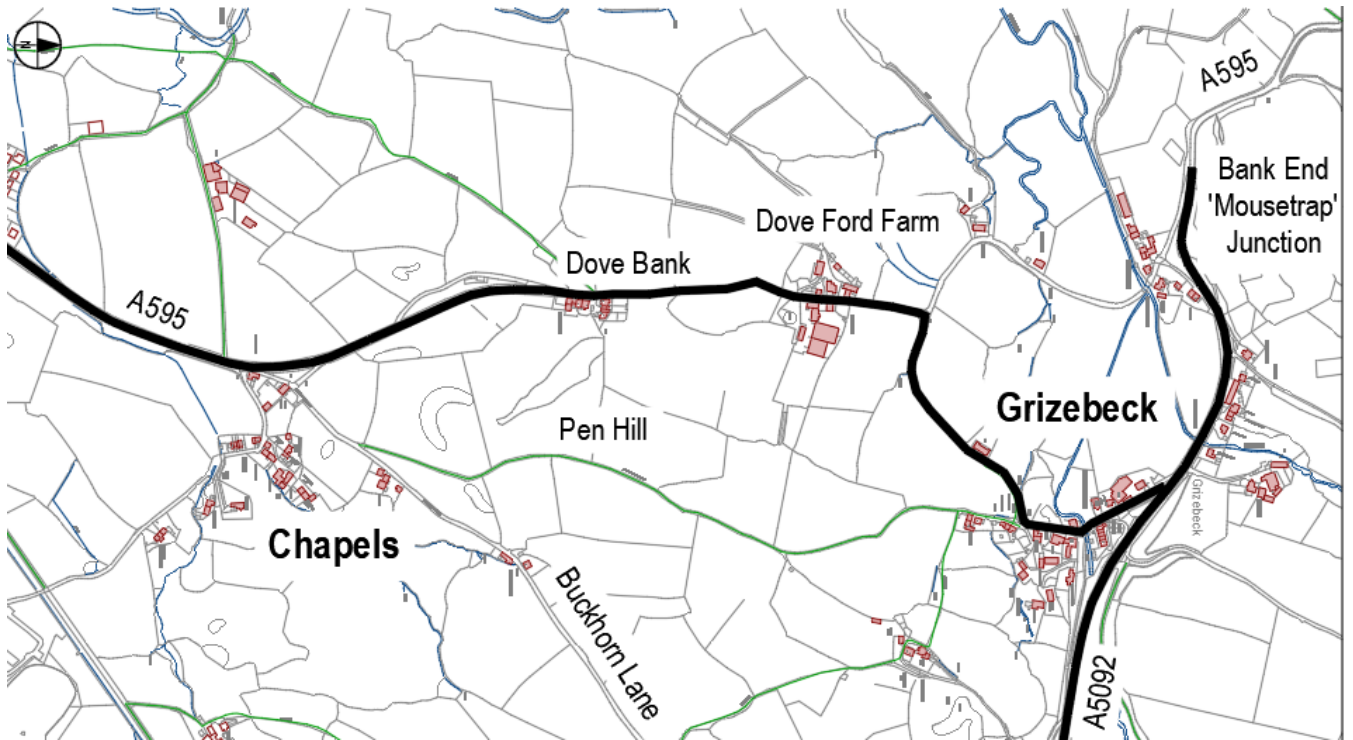 N
A595
Bank End
'Mousetrap'
Junction
Dove Ford Farm
Dove Bank
A595
Grizebeck
Pen Hill
Grizebeck
Chapels
Buckhorn Lane
A5092